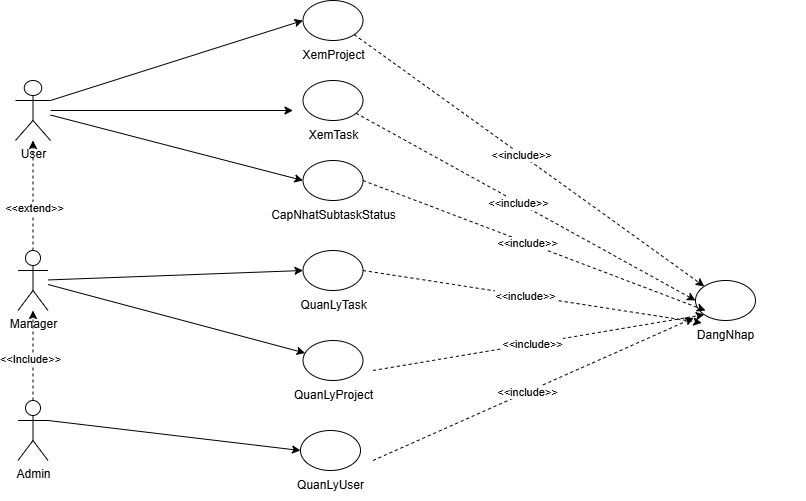 XemProject
User
XemTask
<<include>>
<<extend>>
<<include>>
CapNhatSubtaskStatus
<<include>>
Manager
QuanLyTask
<<include>>
DangNhap
<<Include>>
<<include>>
QuanLyProject
<<include>>
Admin
QuanLyUser